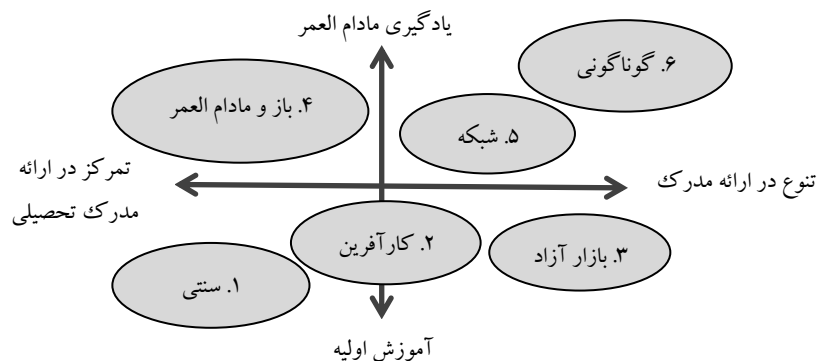 یادگیری مادام العمر
۶. گوناگونی
۴. باز و مادام العمر
۵. شبکه
تمرکز در ارائه
مدرک تحصیلی
تنوع در ارائه مدرک
۲. کارآفرین
۳. بازار آزاد
۱. سنتی
آموزش اولیه